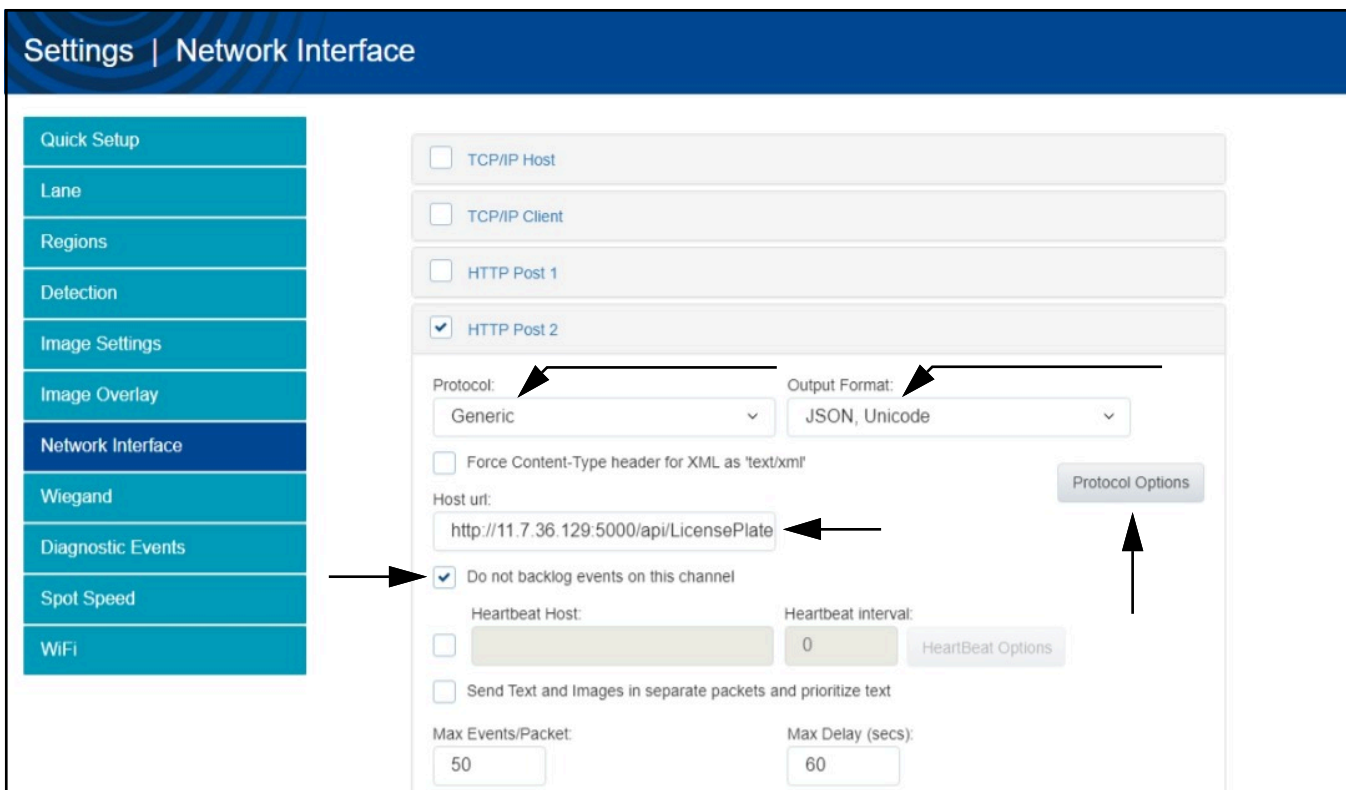 Settings | Network Interface
Quick Setup
Lane
Regions
Detection
Image Settings
Image Overlay
Network Interface
Wiegand
Diagnostic Events
Spot Speed
WiFi
TCP/IP Host
TCP/IP Client
HTTP Post 1
HTTP Post 2
Protocol: Output Format:
Generic JSON, Unicode
Force Content-Type header for XML as 'text/xml'
Protocol Options
Host url:
http://11.7.36.129:5000/api/LicensePlate
Do not backlog events on this channel
Heartbeat Host: Heartbeat interval:
0 HeartBeat Options
Send Text and Images in separate packets and prioritize text
Max Events/Packet: Max Delay (secs):
50 60